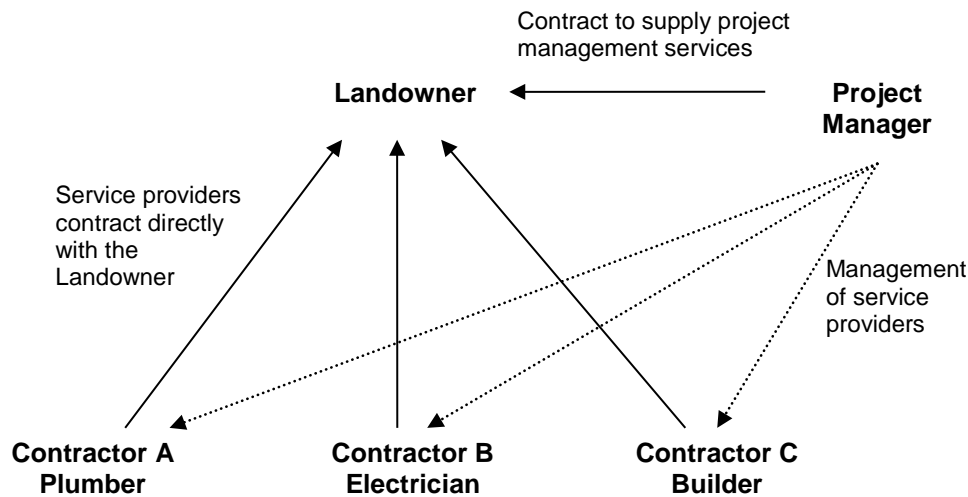 Contract to supply project
management services
Landowner
Project
Manager
Service providers
contract directly
with the
Landowner
Management
of service
providers
Contractor A
Plumber
Contractor B
Electrician
Contractor C
Builder